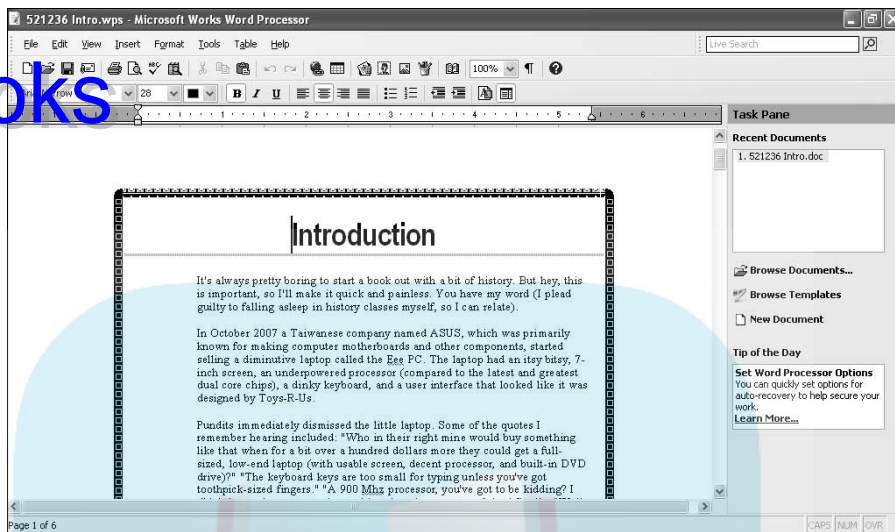 521236 Intro.wps - Microsoft Works Word Processor
File Edit View Insert Format Tools Table Help
Live Search
100%
oks
28
B I U
1 2 3 4 5 6
Task Pane
Recent Documents
1. 521236 Intro.doc
Introduction
It's always pretty boring to start a book out with a bit of history. But hey, this
is important, so I'll make it quick and painless. You have my word (I plead
guilty to falling asleep in history classes myself, so I can relate).
In October 2007 a Taiwanese company named ASUS, which was primarily
known for making computer motherboards and other components, started
selling a diminutive laptop called the Eee PC. The laptop had an itsy bitsy, 7-
inch screen, an underpowered processor (compared to the latest and greatest
dual core chips), a dinky keyboard, and a user interface that looked like it was
designed by Toys-R-Us.
Pundits immediately dismissed the little laptop. Some of the quotes I
remember hearing included: "Who in their right mine would buy something
like that when for a bit over a hundred dollars more they could get a full-
sized, low-end laptop (with usable screen, decent processor, and built-in DVD
drive)?" "The keyboard keys are too small for typing unless you've got
toothpick-sized fingers." "A 900 Mhz processor, you've got to be kidding? I
Browse Documents...
Browse Templates
New Document
Tip of the Day
Set Word Processor Options
You can quickly set options for
auto-recovery to help secure your
work.
Learn More...
Page 1 of 6
CAPS NUM OVR